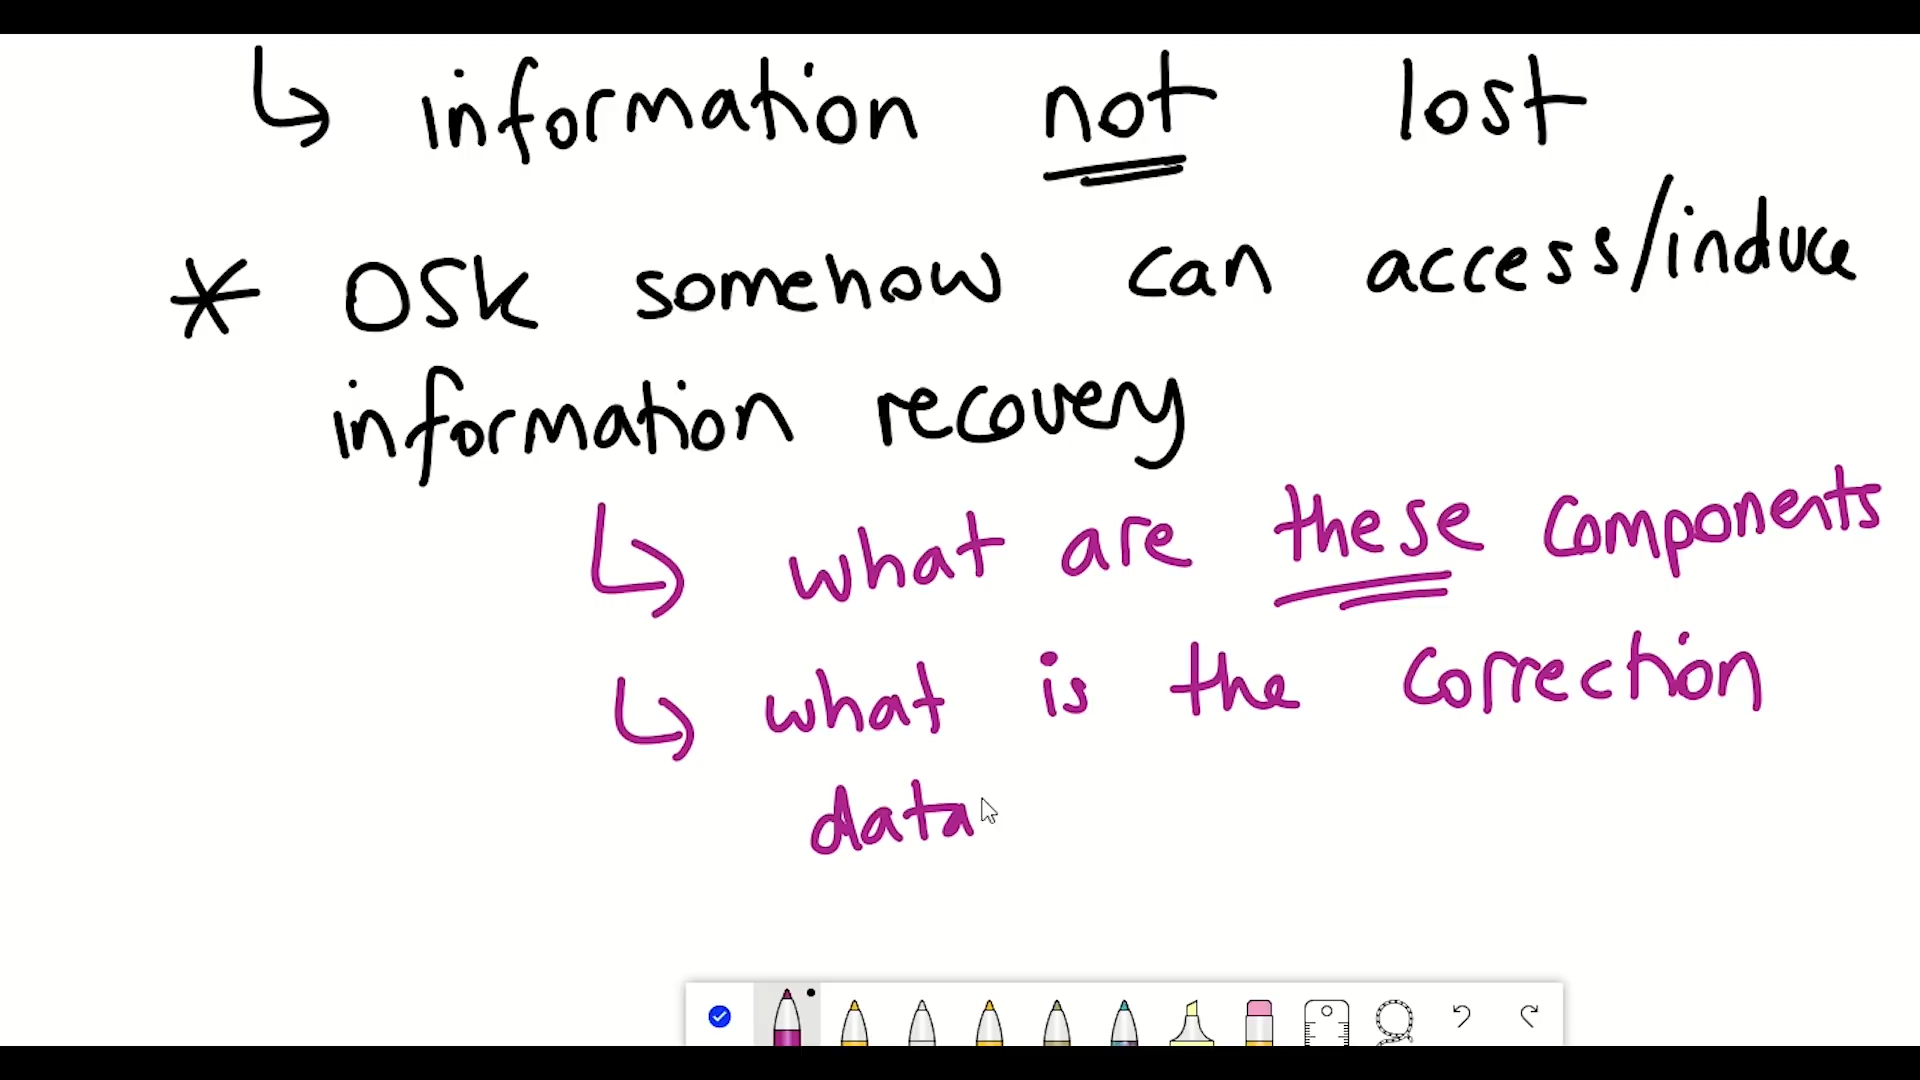 ↳ information not lost
* OSK somehow can access/induce
information recovery
↳ what are these components
↳ what is the correction
data